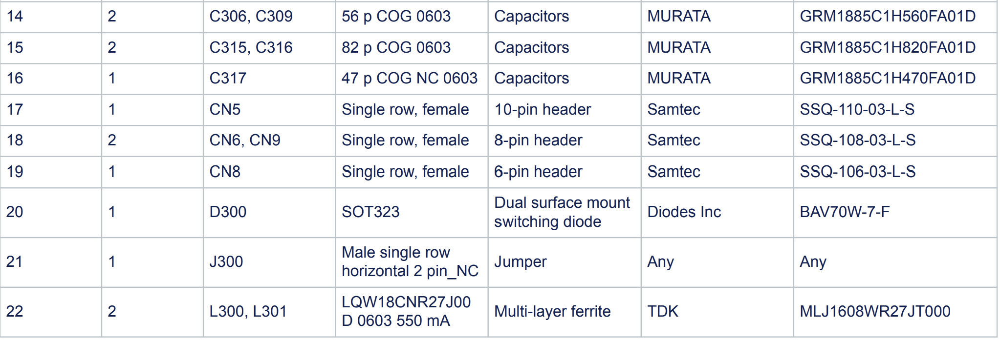 14 2 C306, C309 56 p COG 0603 Capacitors MURATA GRM1885C1H560FA01D
15 2 C315, C316 82 p COG 0603 Capacitors MURATA GRM1885C1H820FA01D
16 1 C317 47 p COG NC 0603 Capacitors MURATA GRM1885C1H470FA01D
17 1 CN5 Single row, female 10-pin header Samtec SSQ-110-03-L-S
18 2 CN6, CN9 Single row, female 8-pin header Samtec SSQ-108-03-L-S
19 1 CN8 Single row, female 6-pin header Samtec SSQ-106-03-L-S
20 1 D300 SOT323 Dual surface mount
switching diode Diodes Inc BAV70W-7-F
21 1 J300 Male single row
horizontal 2 pin_NC Jumper Any Any
22 2 L300, L301 LQW18CNR27J00
D 0603 550 mA Multi-layer ferrite TDK MLJ1608WR27JT000